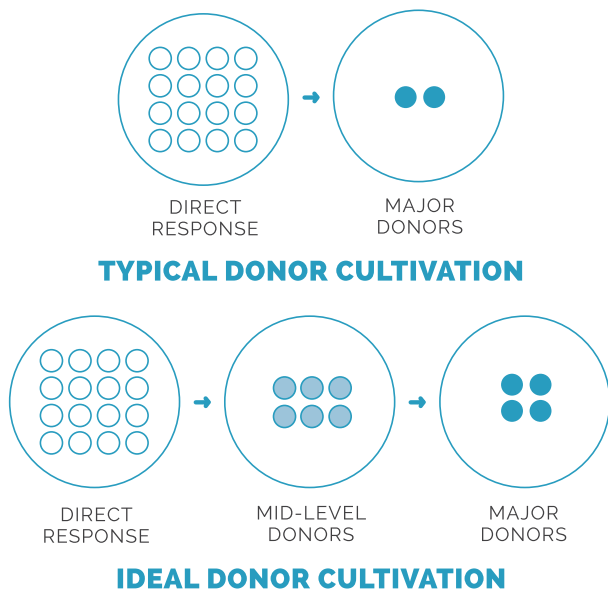 DIRECT
RESPONSE
MAJOR
DONORS
TYPICAL DONOR CULTIVATION
DIRECT
RESPONSE
MID-LEVEL
DONORS
MAJOR
DONORS
IDEAL DONOR CULTIVATION